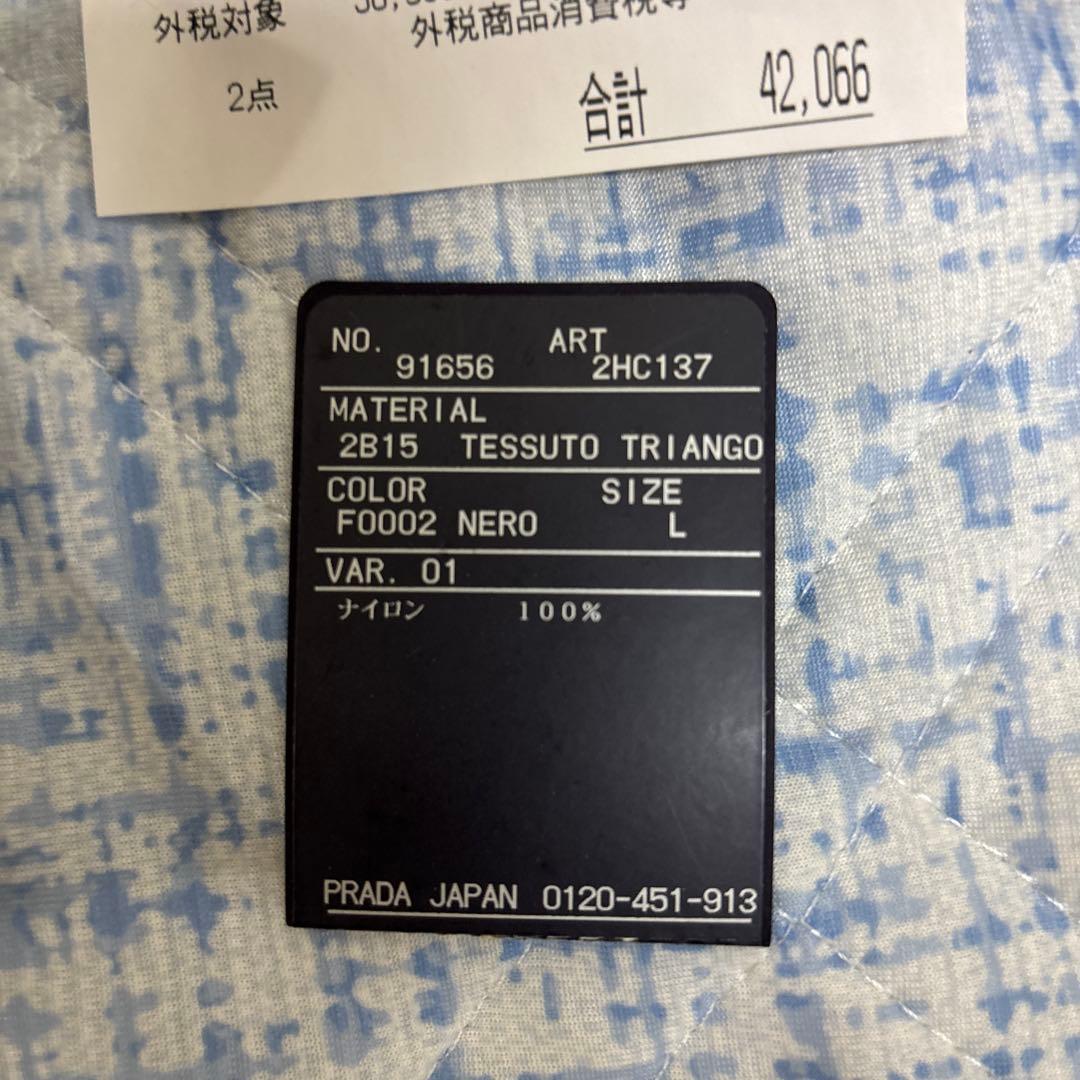 外税対象
外税商品消費税等
2点
合計 42,066
NO. ART
91656 2HC137
MATERIAL
2B15 TESSUTO TRIANGO
COLOR SIZE
F0002 NERO L
VAR. 01
ナイロン 100%
PRADA JAPAN 0120-451-913